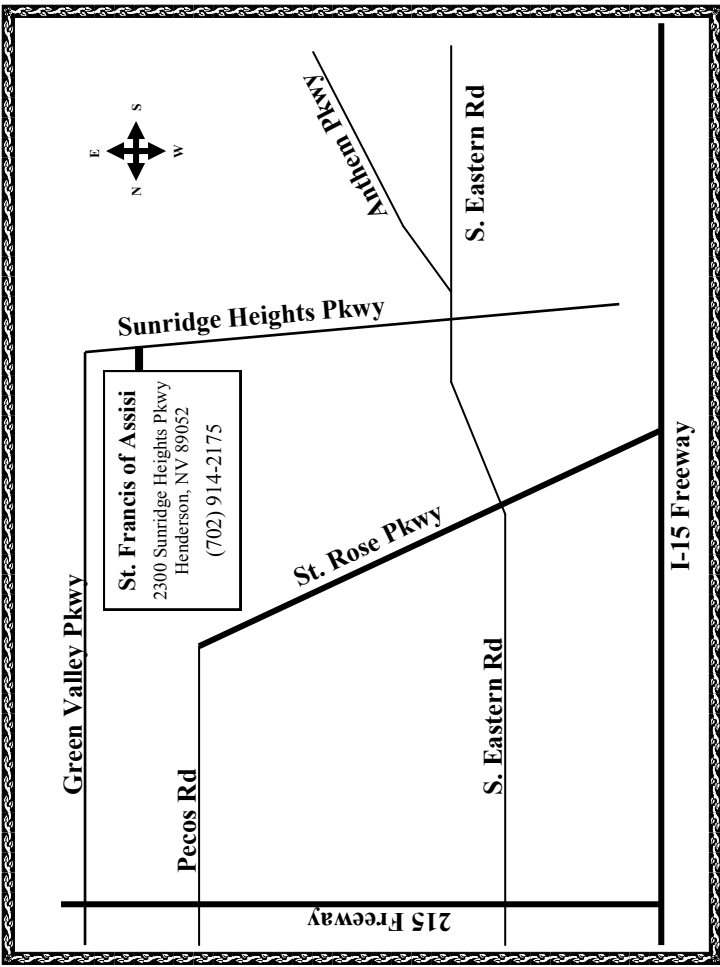 E
N
S
W
Anthem Pkwy
S. Eastern Rd
Sunridge Heights Pkwy
St. Francis of Assisi
2300 Sunridge Heights Pkwy
Henderson, NV 89052
(702) 914-2175
Green Valley Pkwy
St. Rose Pkwy
I-15 Freeway
Pecos Rd
S. Eastern Rd
215 Freeway